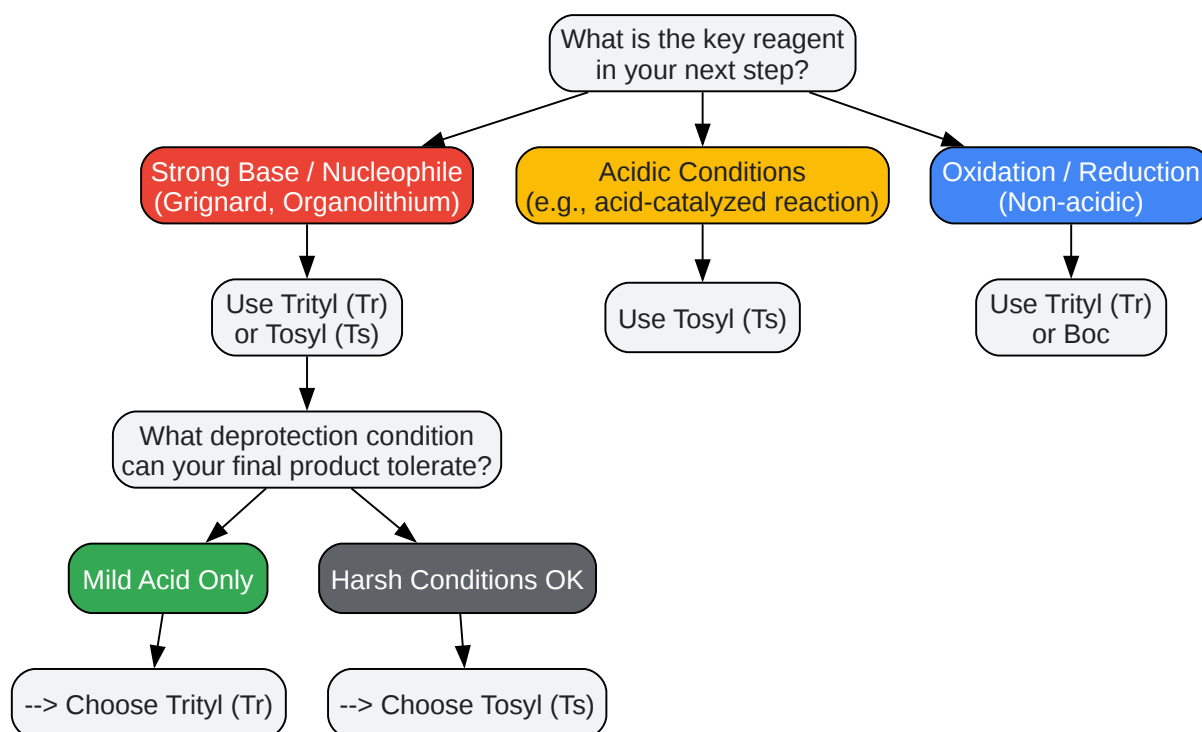 What is the key reagent
in your next step?
Strong Base / Nucleophile
(Grignard, Organolithium)
Acidic Conditions
(e.g., acid-catalyzed reaction)
Oxidation / Reduction
(Non-acidic)
Use Trityl (Tr)
or Tosyl (Ts)
Use Tosyl (Ts)
Use Trityl (Tr)
or Boc
What deprotection condition
can your final product tolerate?
Mild Acid Only
Harsh Conditions OK
--> Choose Trityl (Tr)
--> Choose Tosyl (Ts)